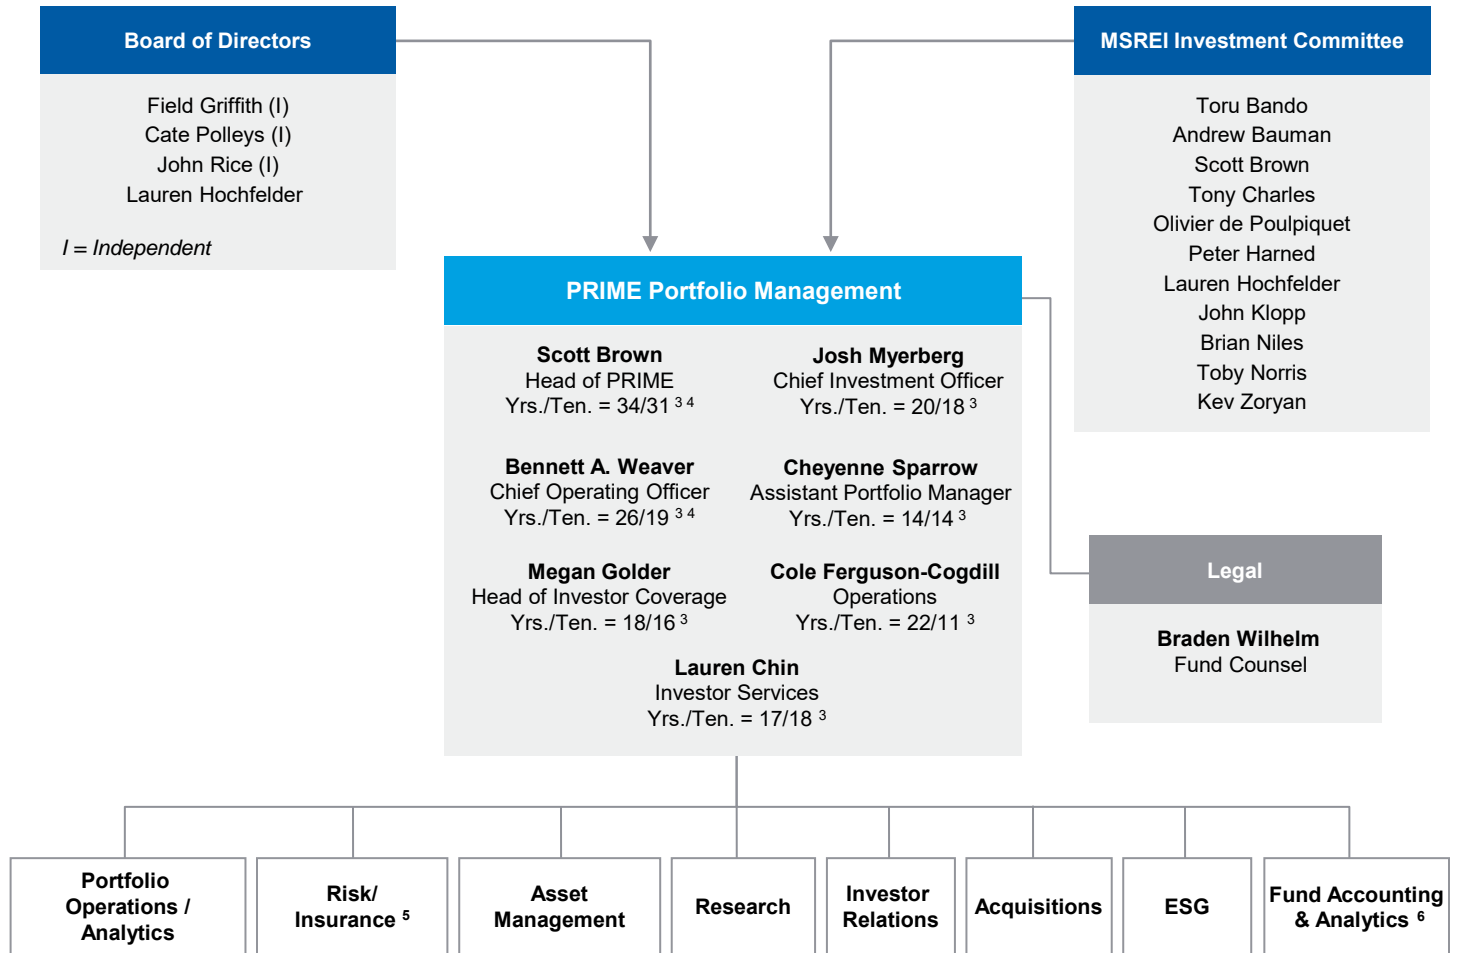 Board of Directors
Field Griffith (I)
Cate Polleys (I)
John Rice (I)
Lauren Hochfelder
I = Independent
MSREI Investment Committee
Toru Bando
Andrew Bauman
Scott Brown
Tony Charles
Olivier de Poulpiquet
Peter Harned
Lauren Hochfelder
John Klopp
Brian Niles
Toby Norris
Kev Zoryan
PRIME Portfolio Management
Scott Brown
Head of PRIME
Yrs./Ten. = 34/31 3 4
Josh Myerberg
Chief Investment Officer
Yrs./Ten. = 20/18 3
Bennett A. Weaver
Chief Operating Officer
Yrs./Ten. = 26/19 3 4
Cheyenne Sparrow
Assistant Portfolio Manager
Yrs./Ten. = 14/14 3
Megan Golder
Head of Investor Coverage
Yrs./Ten. = 18/16 3
Cole Ferguson-Cogdill
Operations
Yrs./Ten. = 22/11 3
Lauren Chin
Investor Services
Yrs./Ten. = 17/18 3
Legal
Braden Wilhelm
Fund Counsel
Portfolio
Operations /
Analytics
Risk/
Insurance 5
Asset
Management
Research
Investor
Relations
Acquisitions
ESG
Fund Accounting
& Analytics 6